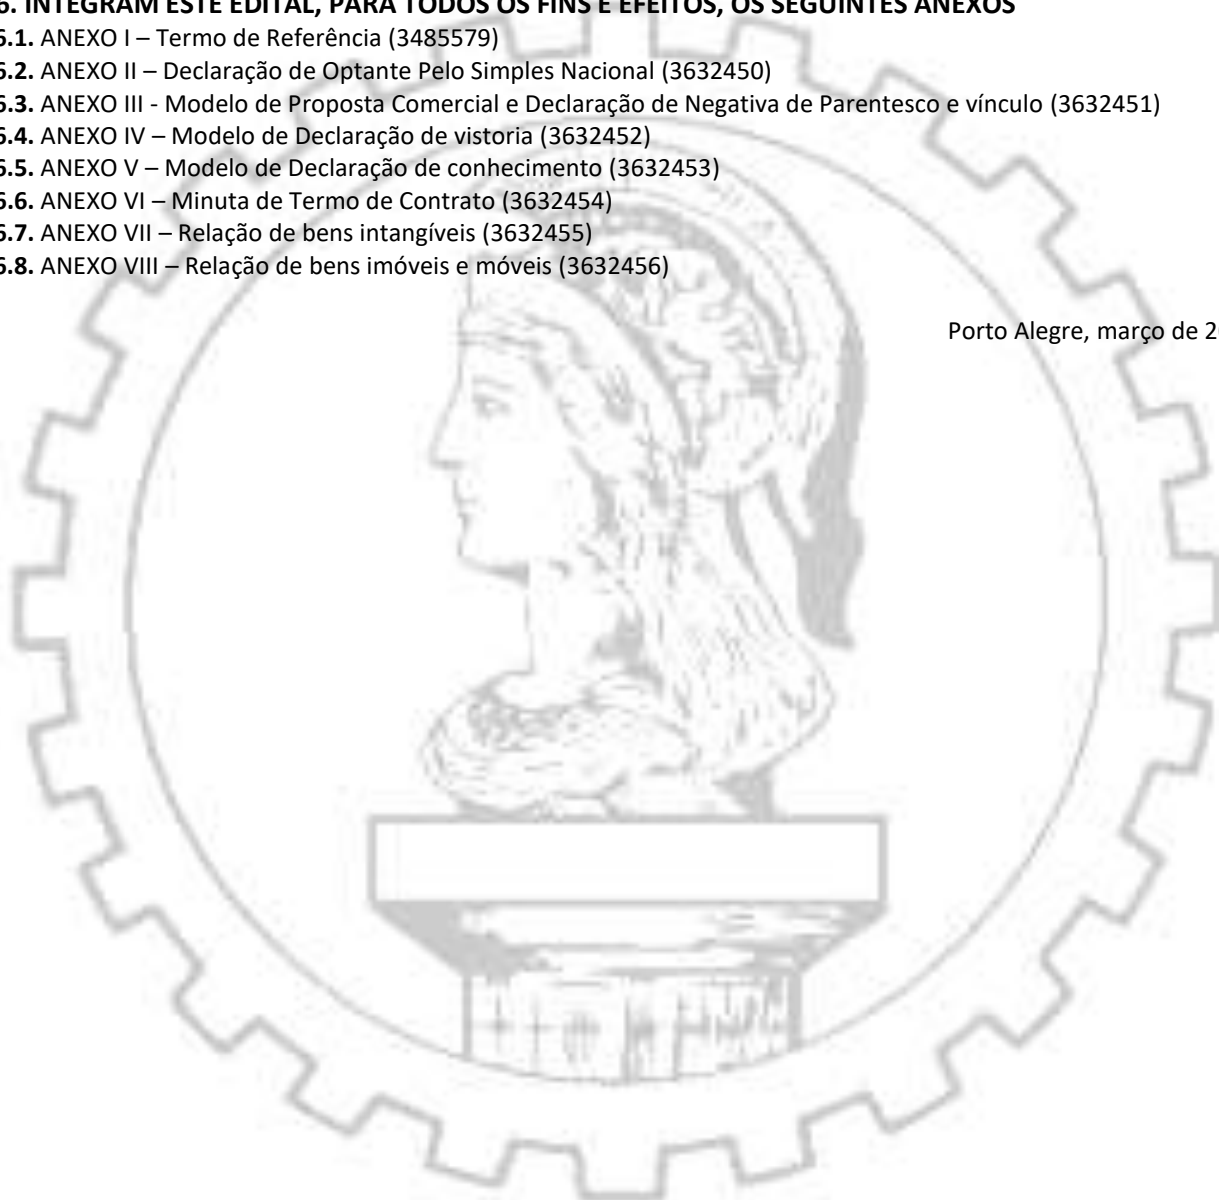 6. INTEGRAM ESTE EDITAL, PARA TODOS OS FINS E EFEITOS, OS SEGUINTES ANEXOS
6.1. ANEXO I – Termo de Referência (3485579)
6.2. ANEXO II – Declaração de Optante Pelo Simples Nacional (3632450)
6.3. ANEXO III - Modelo de Proposta Comercial e Declaração de Negativa de Parentesco e vínculo (3632451)
6.4. ANEXO IV – Modelo de Declaração de vistoria (3632452)
6.5. ANEXO V – Modelo de Declaração de conhecimento (3632453)
6.6. ANEXO VI – Minuta de Termo de Contrato (3632454)
6.7. ANEXO VII – Relação de bens intangíveis (3632455)
6.8. ANEXO VIII – Relação de bens imóveis e móveis (3632456)
Porto Alegre, março de